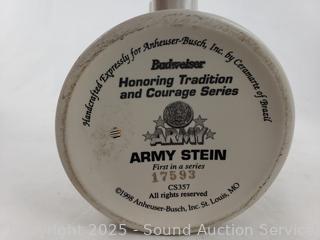 Handcrafted Expressly for Anheuser-Busch, Inc. by Ceramarte of Brazil
Budweiser
Honoring Tradition
and Courage Series
ARMY
ARMY STEIN
First in a series
17593
CS357
All rights reserved
©1998 Anheuser-Busch, Inc. St. Louis, MO
Copyright 2025 - Sound Auction Service